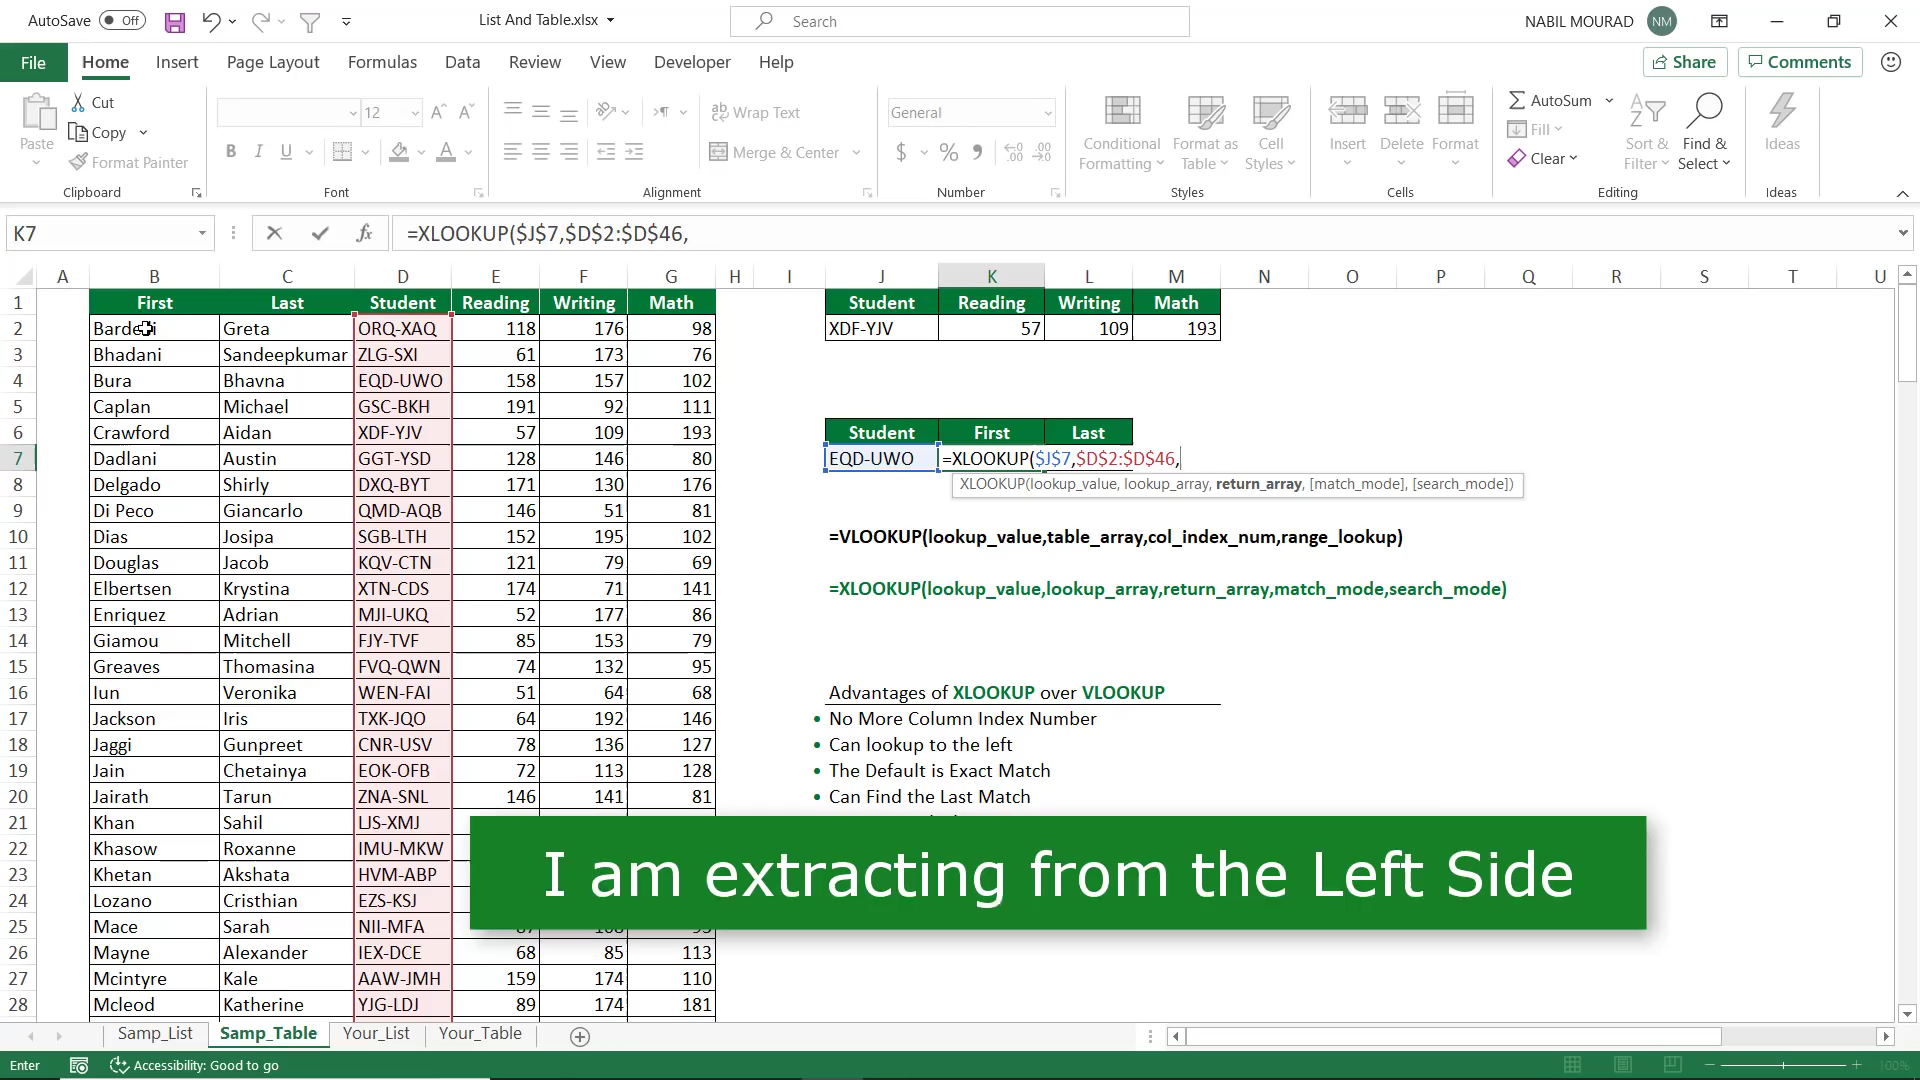 AutoSave Off List And Table.xlsx Search NABIL MOURAD NM
File Home Insert Page Layout Formulas Data Review View Developer Help Share Comments
Paste Cut Copy Format Painter Clipboard
12 B I U A Font
ab Wrap Text Merge & Center Alignment
General $ % Number
Conditional Formatting Format as Table Cell Styles Styles
Insert Delete Format Cells
AutoSum Fill Clear Sort & Filter Find & Select Editing
Ideas Ideas
K7 fx =XLOOKUP($J$7,$D$2:$D$46,
A B C D E F G H I J K L M N O P Q R S T U
1 First Last Student Reading Writing Math Student Reading Writing Math
2 Greta ORQ-XAQ 118 176 98 XDF-YJV 57 109 193
3 Bhadani Sandeepkumar ZLG-SXI 61 173 76
4 Bura Bhavna EQD-UWO 158 157 102
5 Caplan Michael GSC-BKH 191 92 111
6 Crawford Aidan XDF-YJV 57 109 193 Student First Last
7 Dadlani Austin GGT-YSD 128 146 80 EQD-UWO =XLOOKUP($J$7,$D$2:$D$46,
8 Delgado Shirly DXQ-BYT 171 130 176 XLOOKUP(lookup_value, lookup_array, return_array, [match_mode], [search_mode])
9 Di Peco Giancarlo QMD-AQB 146 51 81
10 Dias Josipa SGB-LTH 152 195 102 =VLOOKUP(lookup_value,table_array,col_index_num,range_lookup)
11 Douglas Jacob KQV-CTN 121 79 69
12 Elbertsen Krystina XTN-CDS 174 71 141 =XLOOKUP(lookup_value,lookup_array,return_array,match_mode,search_mode)
13 Enriquez Adrian MJI-UKQ 52 177 86
14 Giamou Mitchell FJY-TVF 85 153 79
15 Greaves Thomasina FVQ-QWN 74 132 95
16 Iun Veronika WEN-FAI 51 64 68 Advantages of XLOOKUP over VLOOKUP
17 Jackson Iris TXK-JQO 64 192 146 • No More Column Index Number
18 Jaggi Gunpreet CNR-USV 78 136 127 • Can lookup to the left
19 Jain Chetainya EOK-OFB 72 113 128 • The Default is Exact Match
20 Jairath Tarun ZNA-SNL 146 141 81 • Can Find the Last Match
21 Khan Sahil LJS-XMJ
22 Khasow Roxanne IMU-MKW
23 Khetan Akshata HVM-ABP
I am extracting from the Left Side
24 Lozano Cristhian EZS-KSJ
25 Mace Sarah NII-MFA
26 Mayne Alexander IEX-DCE 68 85 113
27 Mcintyre Kale AAW-JMH 159 174 110
28 Mcleod Katherine YJG-LDJ 89 174 181
Samp_List Samp_Table Your_List Your_Table
Enter Accessibility: Good to go 100%